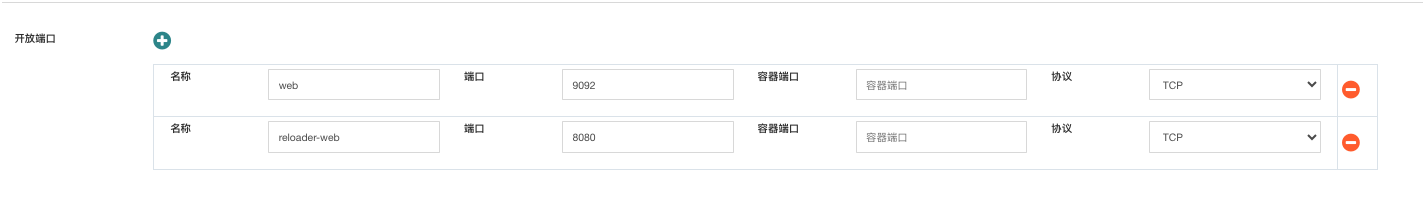 开放端口
名称 web 端口 9092 容器端口 容器端口 协议 TCP
名称 reloader-web 端口 8080 容器端口 容器端口 协议 TCP